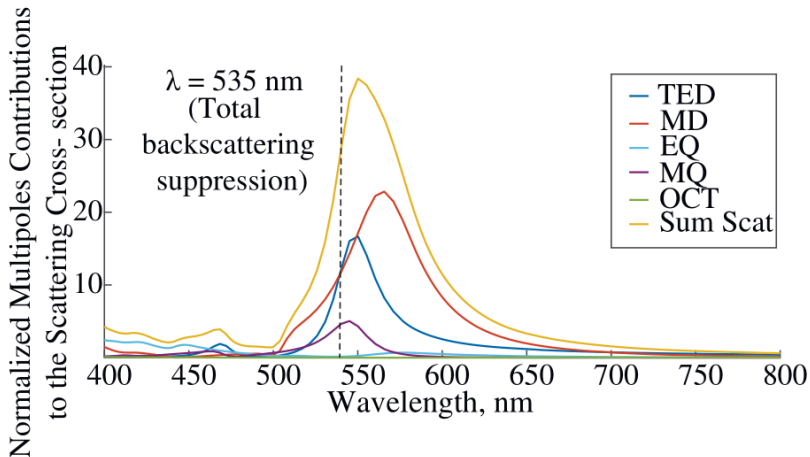 Normalized Multipoles Contributions
to the Scattering Cross- section
40
30
20
10
λ = 535 nm
(Total
backscattering
suppression)
TED
MD
EQ
MQ
OCT
Sum Scat
400 450 500 550 600 650 700 750 800
Wavelength, nm